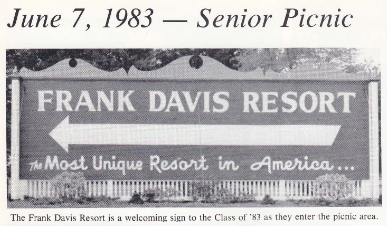 June 7, 1983 — Senior Picnic
FRANK DAVIS RESORT
The Most Unique Resort in America...
The Frank Davis Resort is a welcoming sign to the Class of '83 as they enter the picnic area.